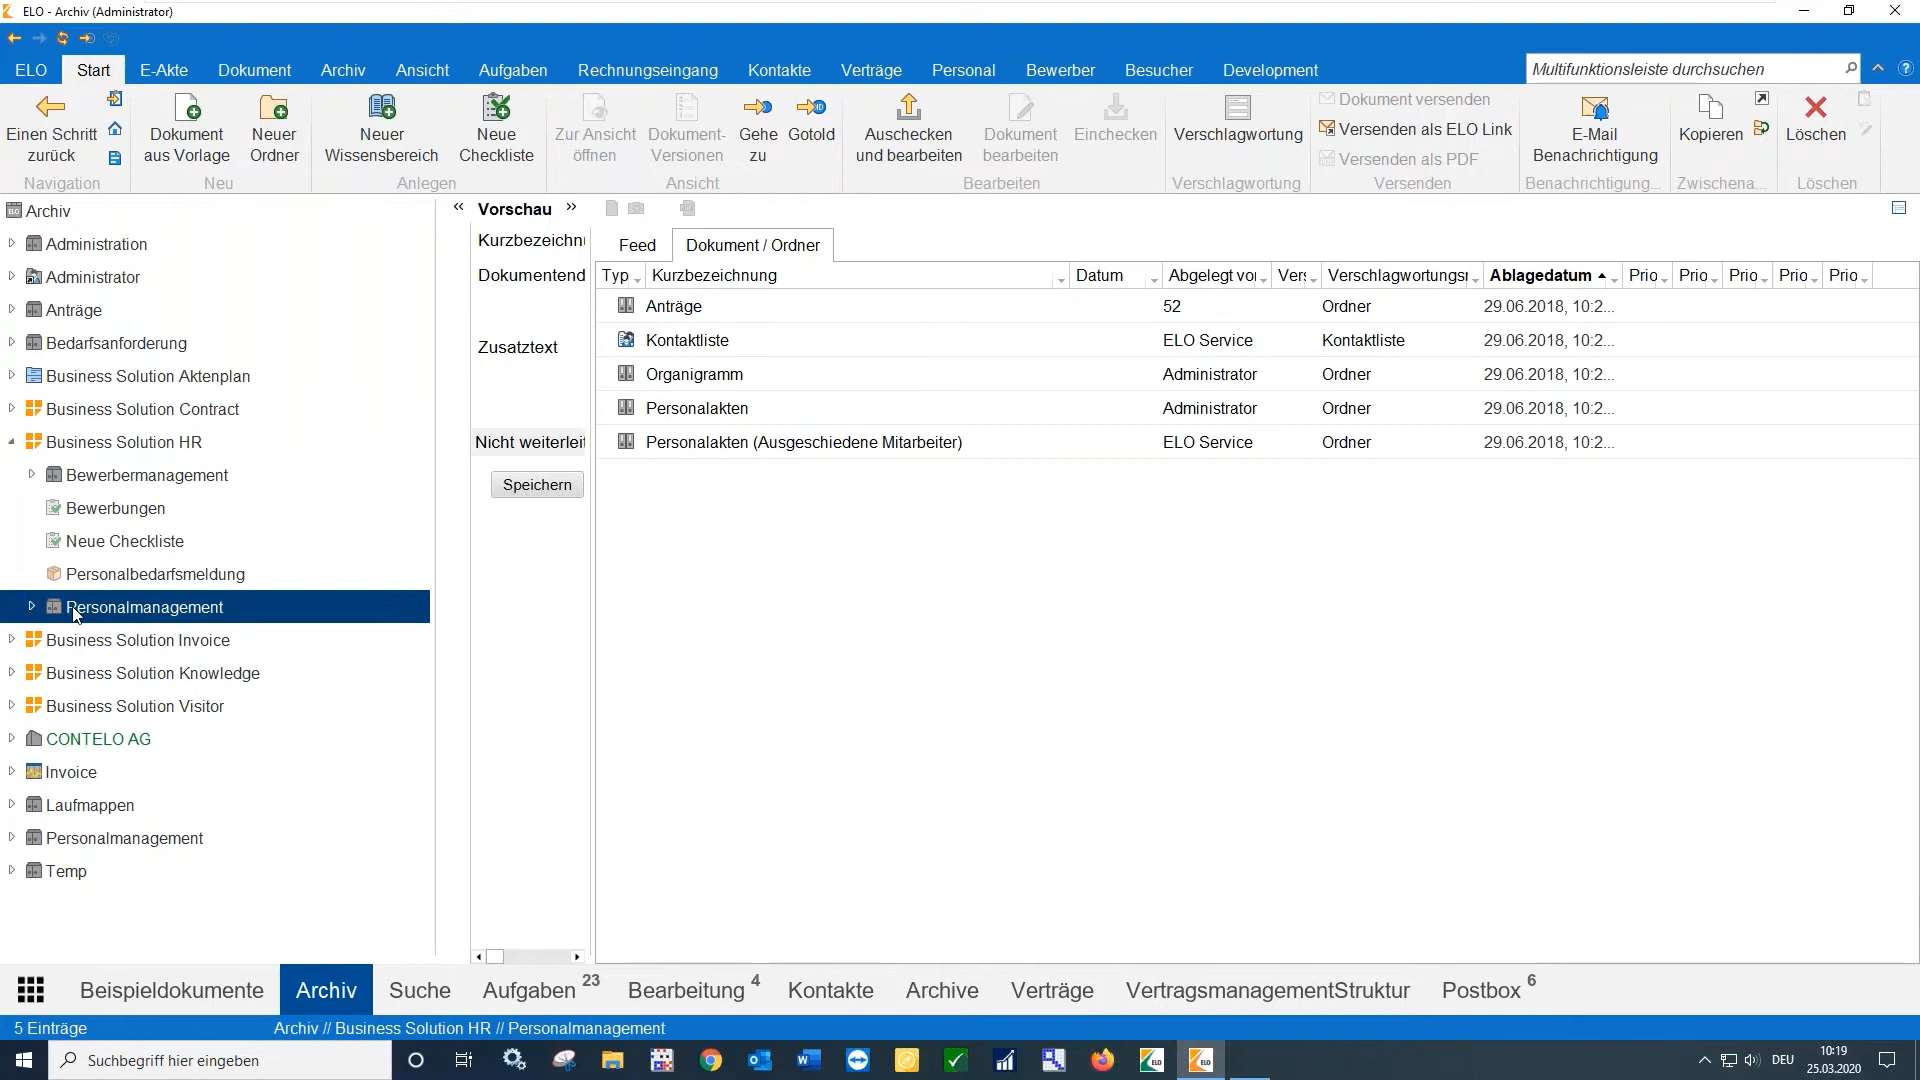 ELO - Archiv (Administrator)
ELO Start E-Akte Dokument Archiv Ansicht Aufgaben Rechnungseingang Kontakte Verträge Personal Bewerber Besucher Development Multifunktionsleiste durchsuchen
Einen Schritt zurück
Navigation
Dokument aus Vorlage
Neuer Ordner
Neu
Neuer Wissensbereich
Neue Checkliste
Anlegen
Zur Ansicht öffnen
Dokument-Versionen
Gehe zu
GotoId
Ansicht
Auschecken und bearbeiten
Dokument bearbeiten
Einchecken
Bearbeiten
Verschlagwortung
Verschlagwortung
Dokument versenden
Versenden als ELO Link
Versenden als PDF
Versenden
E-Mail Benachrichtigung
Benachrichtigung...
Kopieren
Zwischena...
Löschen
Löschen
Archiv
Administration
Administrator
Anträge
Bedarfsanforderung
Business Solution Aktenplan
Business Solution Contract
Business Solution HR
Bewerbermanagement
Bewerbungen
Neue Checkliste
Personalbedarfsmeldung
Personalmanagement
Business Solution Invoice
Business Solution Knowledge
Business Solution Visitor
CONTELO AG
Invoice
Laufmappen
Personalmanagement
Temp
« Vorschau »
Kurzbezeichnu
Dokumentend
Zusatztext
Nicht weiterleit
Speichern
Feed Dokument / Ordner
Typ Kurzbezeichnung Datum Abgelegt vo Vers Verschlagwortungs Ablagedatum Prio Prio Prio Prio Prio
Anträge 52 Ordner 29.06.2018, 10:2...
Kontaktliste ELO Service Kontaktliste 29.06.2018, 10:2...
Organigramm Administrator Ordner 29.06.2018, 10:2...
Personalakten Administrator Ordner 29.06.2018, 10:2...
Personalakten (Ausgeschiedene Mitarbeiter) ELO Service Ordner 29.06.2018, 10:2...
Beispieldokumente Archiv Suche Aufgaben 23 Bearbeitung 4 Kontakte Archive Verträge VertragsmanagementStruktur Postbox 6
5 Einträge Archiv // Business Solution HR // Personalmanagement
Suchbegriff hier eingeben DEU 10:19
25.03.2020